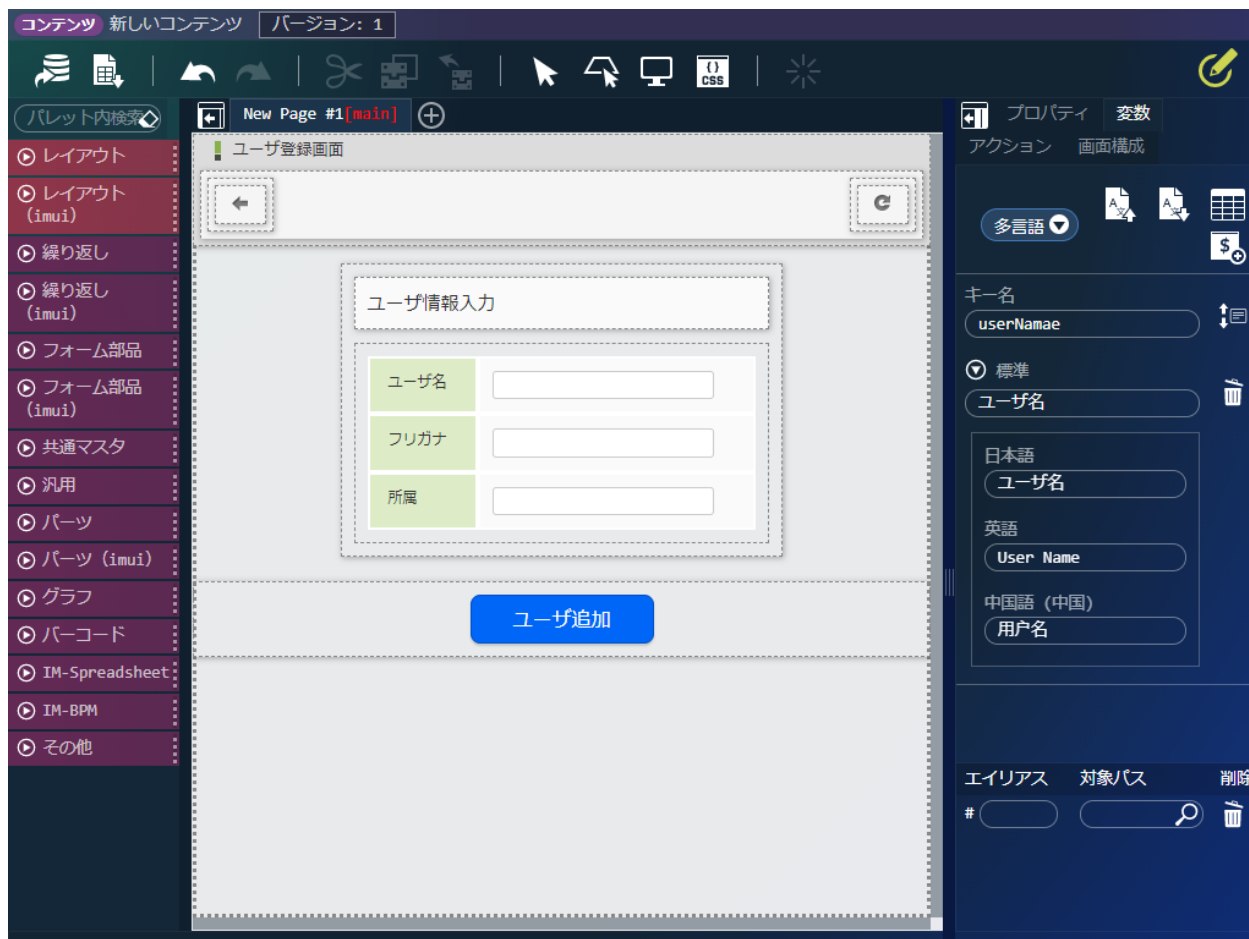 コンテンツ 新しいコンテンツ バージョン: 1
{} CSS
パレット内検索
New Page #1[main]
プロパティ 変数
アクション 画面構成
レイアウト
レイアウト
(imui)
繰り返し
繰り返し
(imui)
フォーム部品
フォーム部品
(imui)
共通マスタ
汎用
パーツ
パーツ (imui)
グラフ
バーコード
IM-Spreadsheet
IM-BPM
その他
ユーザ登録画面
ユーザ情報入力
ユーザ名
フリガナ
所属
ユーザ追加
多言語
キー名
userNamae
標準
ユーザ名
日本語
ユーザ名
英語
User Name
中国語 (中国)
用户名
エイリアス 対象パス 削除
#